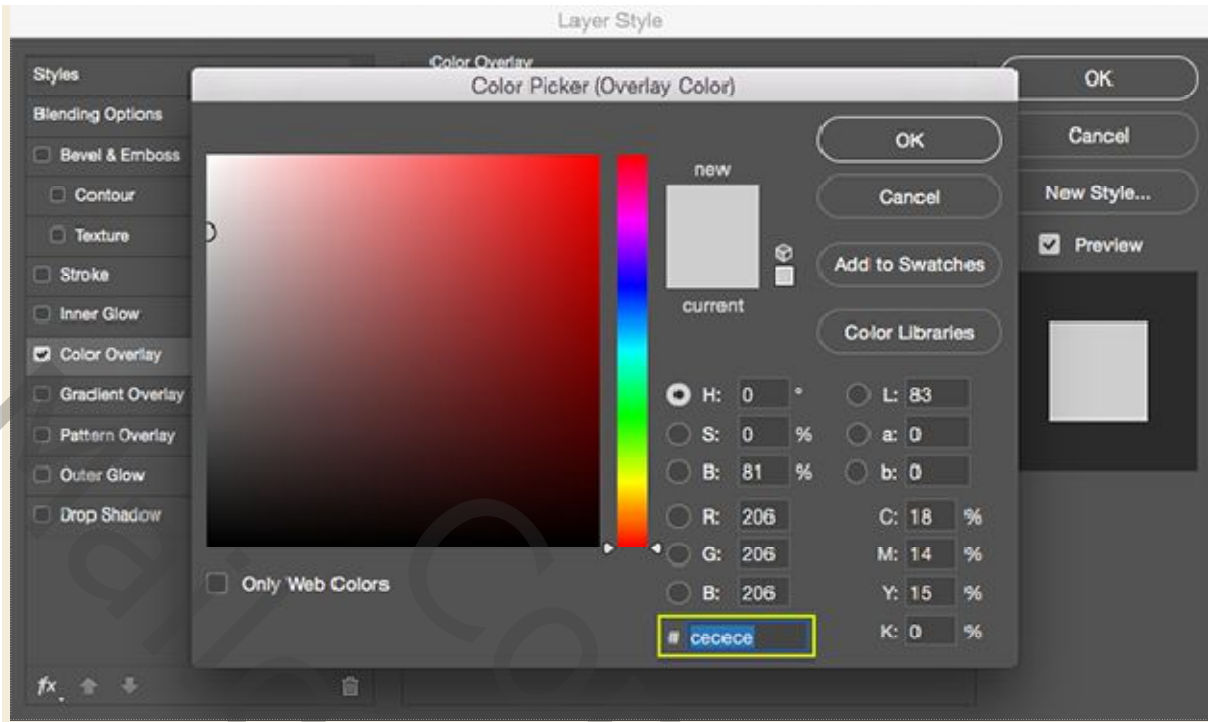 Layer Style
Styles
Blending Options
Bevel & Emboss
Contour
Texture
Stroke
Inner Glow
Color Overlay
Gradient Overlay
Pattern Overlay
Outer Glow
Drop Shadow
fx
Color Overlay
Color Picker (Overlay Color)
new
current
Only Web Colors
OK
Cancel
Add to Swatches
Color Libraries
H: 0 °
S: 0 %
B: 81 %
R: 206
G: 206
B: 206
# cecece
L: 83
a: 0
b: 0
C: 18 %
M: 14 %
Y: 15 %
K: 0 %
OK
Cancel
New Style...
Preview